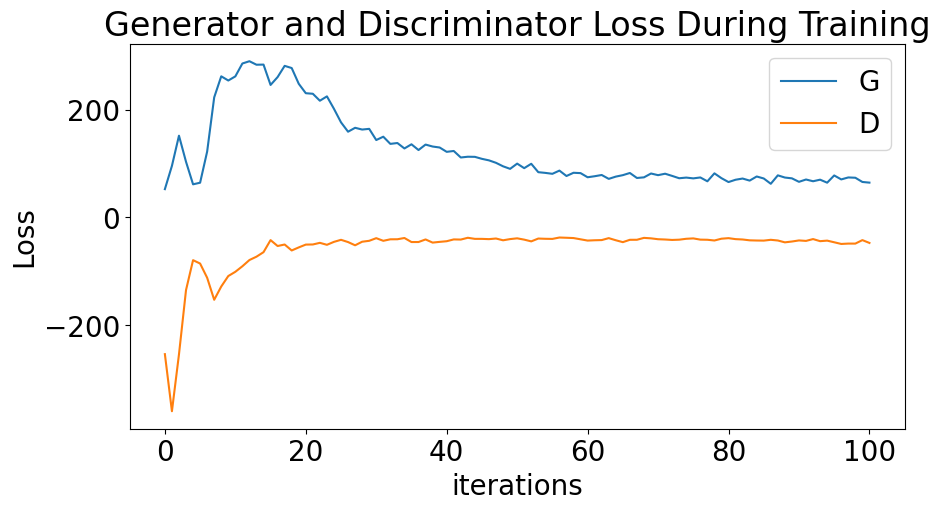 Generator and Discriminator Loss During Training
G
D
Loss
200
0
−200
0 20 40 60 80 100
iterations